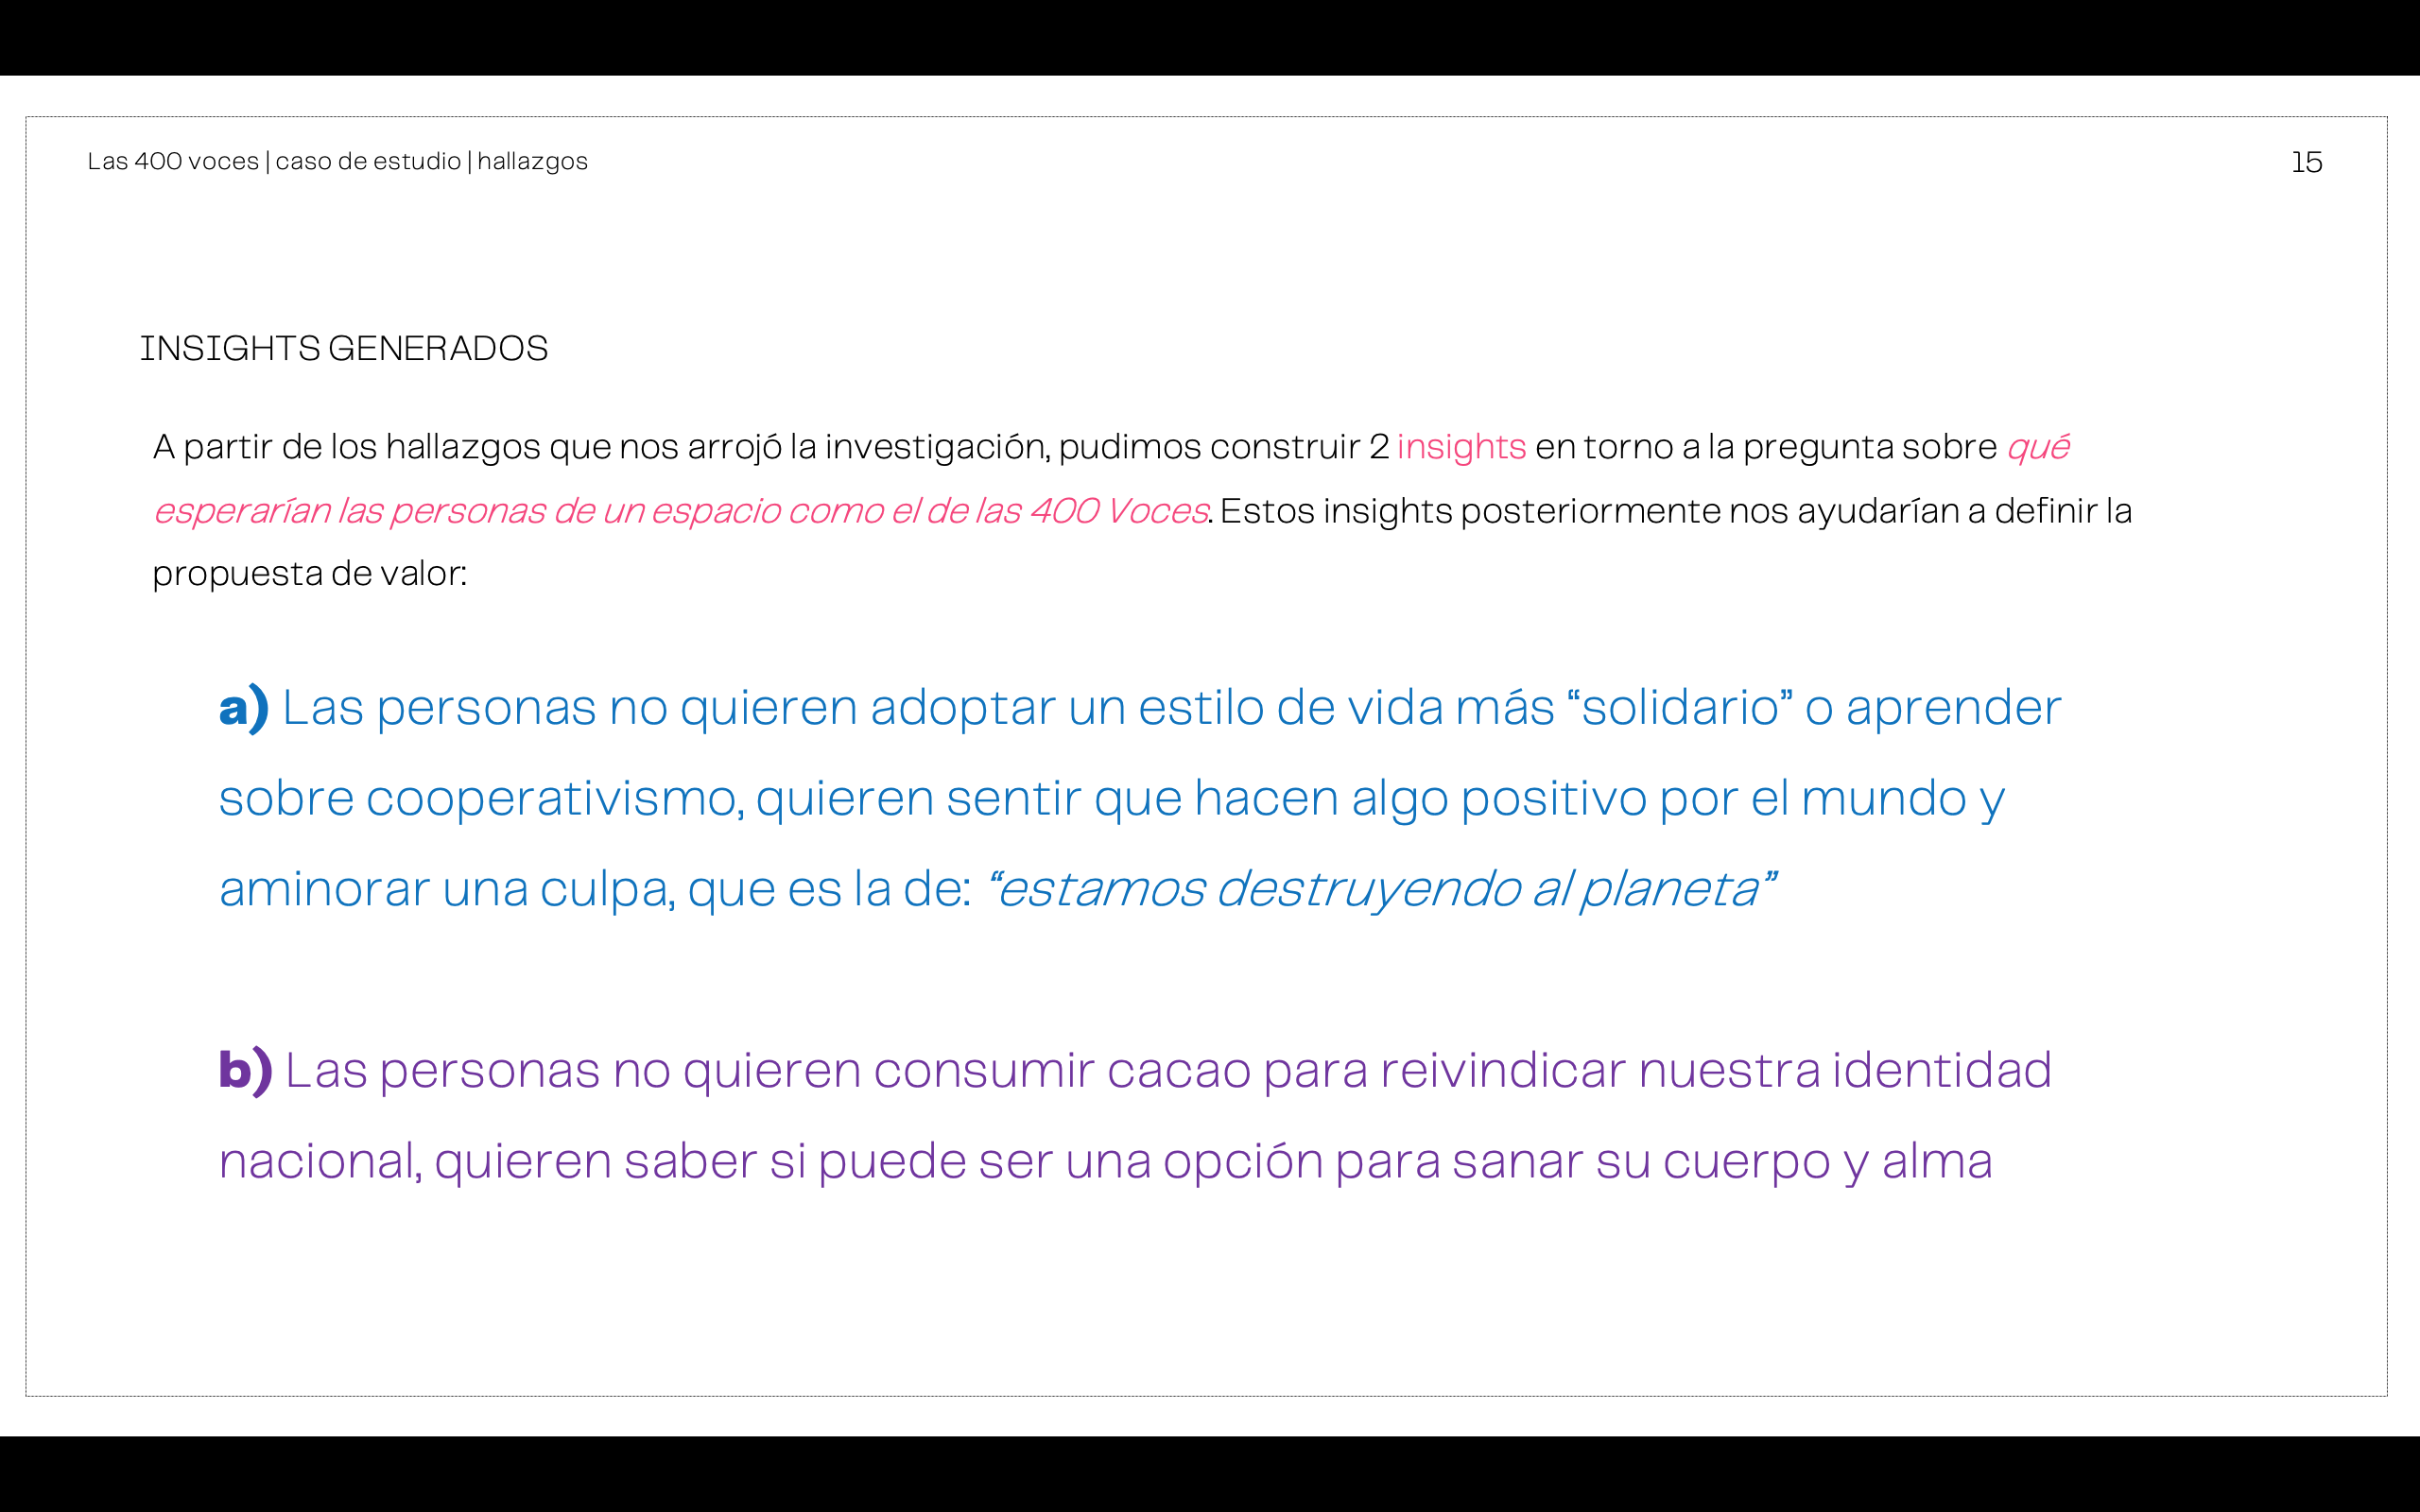 Las 400 voces | caso de estudio | hallazgos
15
INSIGHTS GENERADOS
A partir de los hallazgos que nos arrojó la investigación, pudimos construir 2 insights en torno a la pregunta sobre qué
esperarían las personas de un espacio como el de las 400 Voces. Estos insights posteriormente nos ayudarían a definir la
propuesta de valor:
a) Las personas no quieren adoptar un estilo de vida más “solidario” o aprender
sobre cooperativismo, quieren sentir que hacen algo positivo por el mundo y
aminorar una culpa, que es la de: “estamos destruyendo al planeta”
b) Las personas no quieren consumir cacao para reivindicar nuestra identidad
nacional, quieren saber si puede ser una opción para sanar su cuerpo y alma